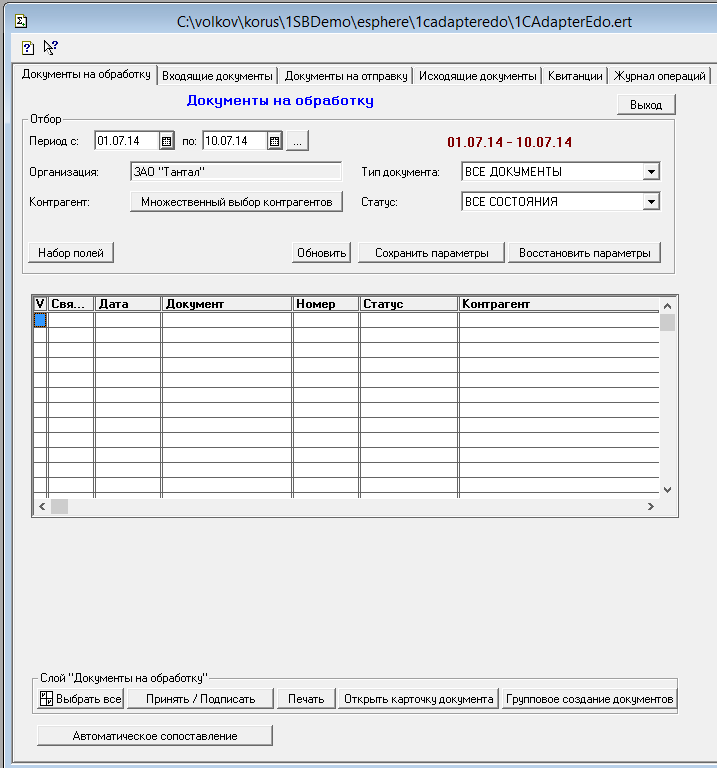 C:\volkov\korus\1SBDemo\esphere\1cadapteredo\1CAdapterEdo.ert
Документы на обработку Входящие документы Документы на отправку Исходящие документы Квитанции Журнал операций
Документы на обработку
Выход
Отбор
Период с: 01.07.14 по: 10.07.14 ... 01.07.14 - 10.07.14
Организация: ЗАО "Тантал" Тип документа: ВСЕ ДОКУМЕНТЫ
Контрагент: Множественный выбор контрагентов Статус: ВСЕ СОСТОЯНИЯ
Набор полей Обновить Сохранить параметры Восстановить параметры
V Свя... Дата Документ Номер Статус Контрагент
Слой "Документы на обработку"
Выбрать все Принять / Подписать Печать Открыть карточку документа Групповое создание документов
Автоматическое сопоставление